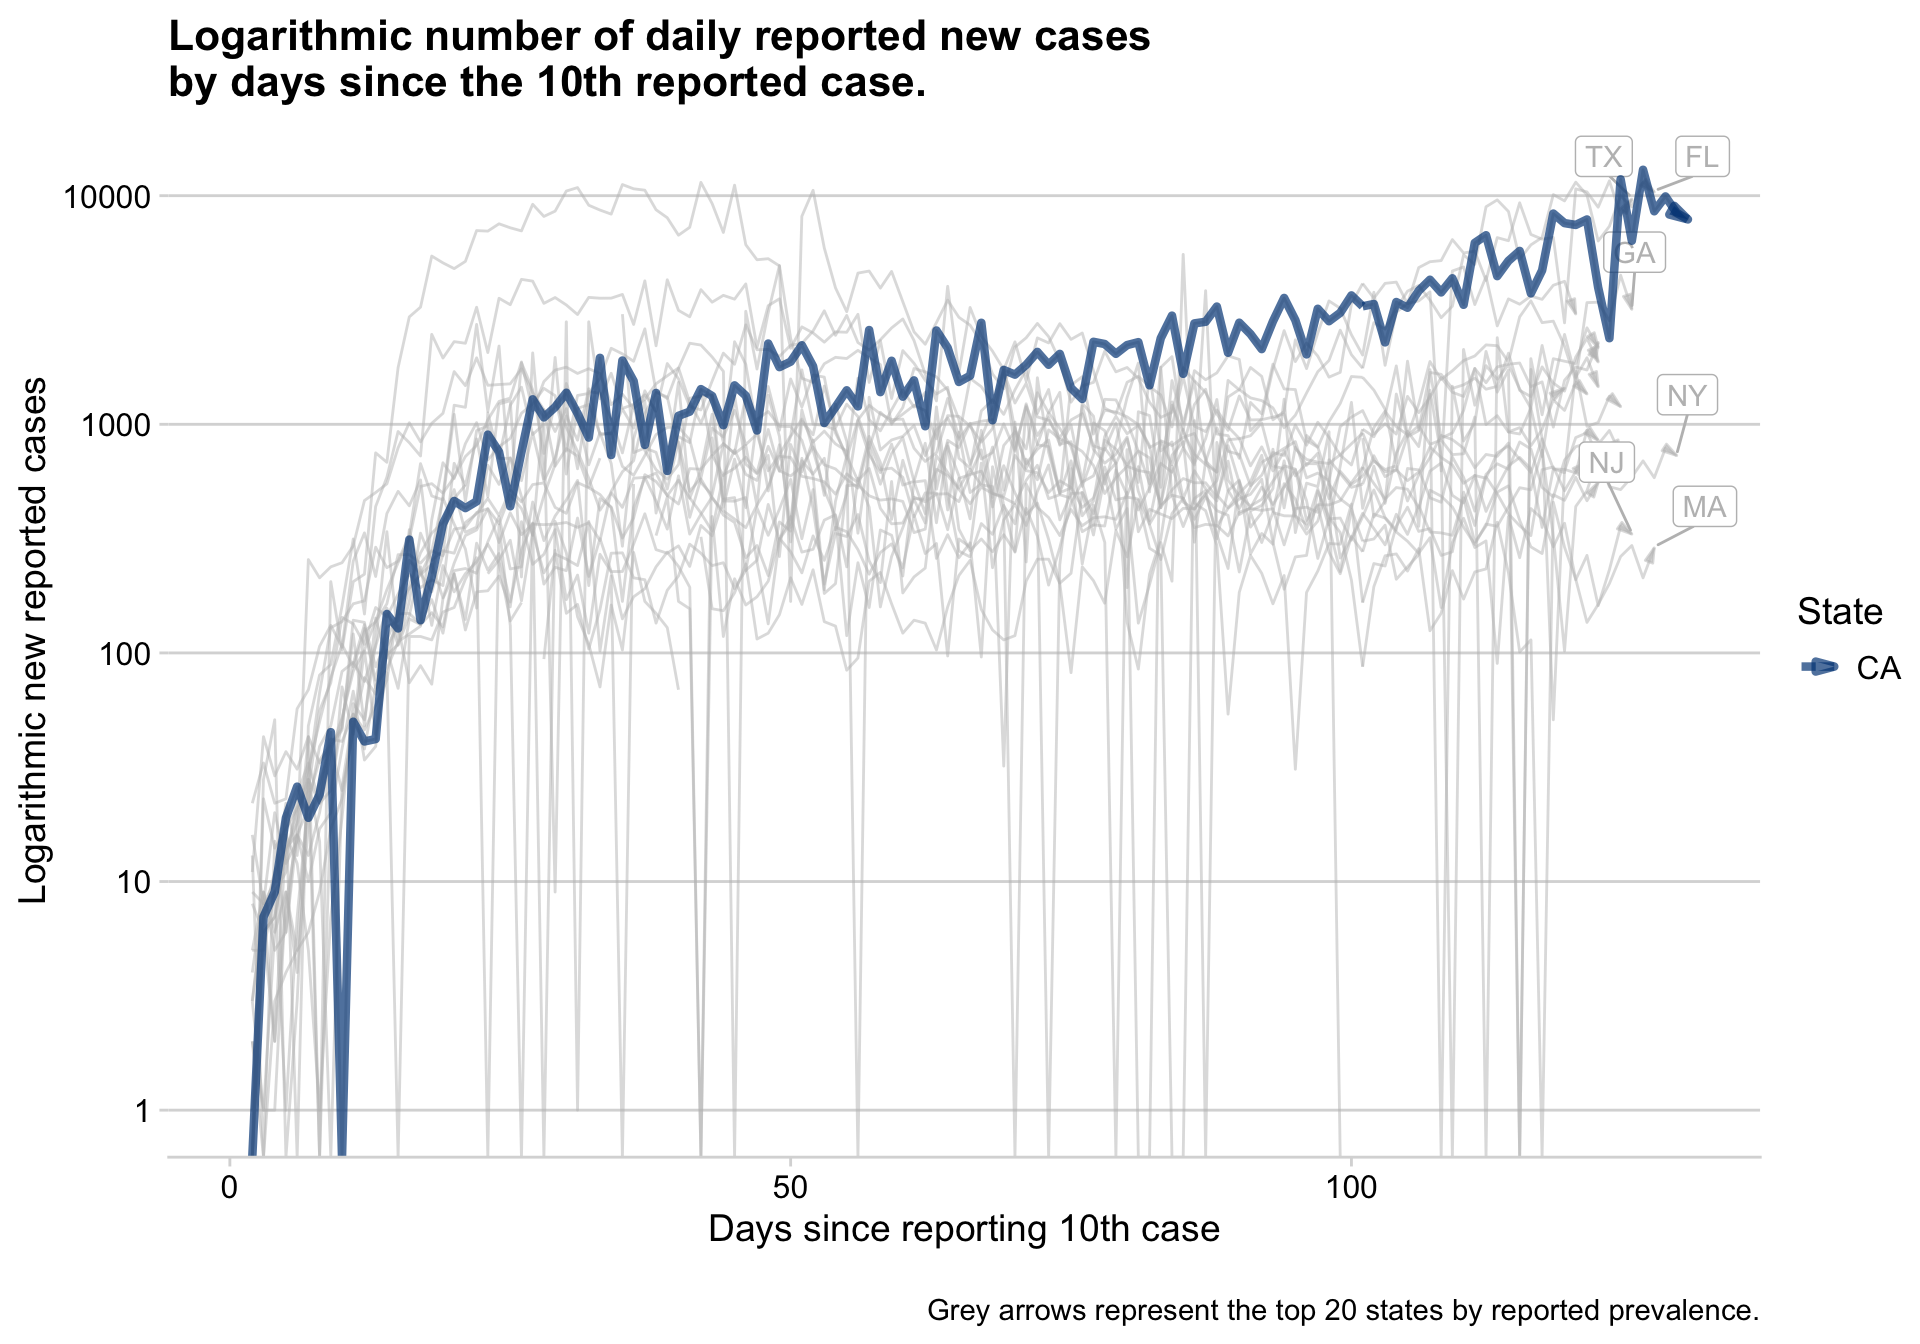 Logarithmic number of daily reported new cases
by days since the 10th reported case.
TX
FL
10000
GA
NY
1000
NJ
MA
100
10
1
Logarithmic new reported cases
State
CA
0
50
100
Days since reporting 10th case
Grey arrows represent the top 20 states by reported prevalence.